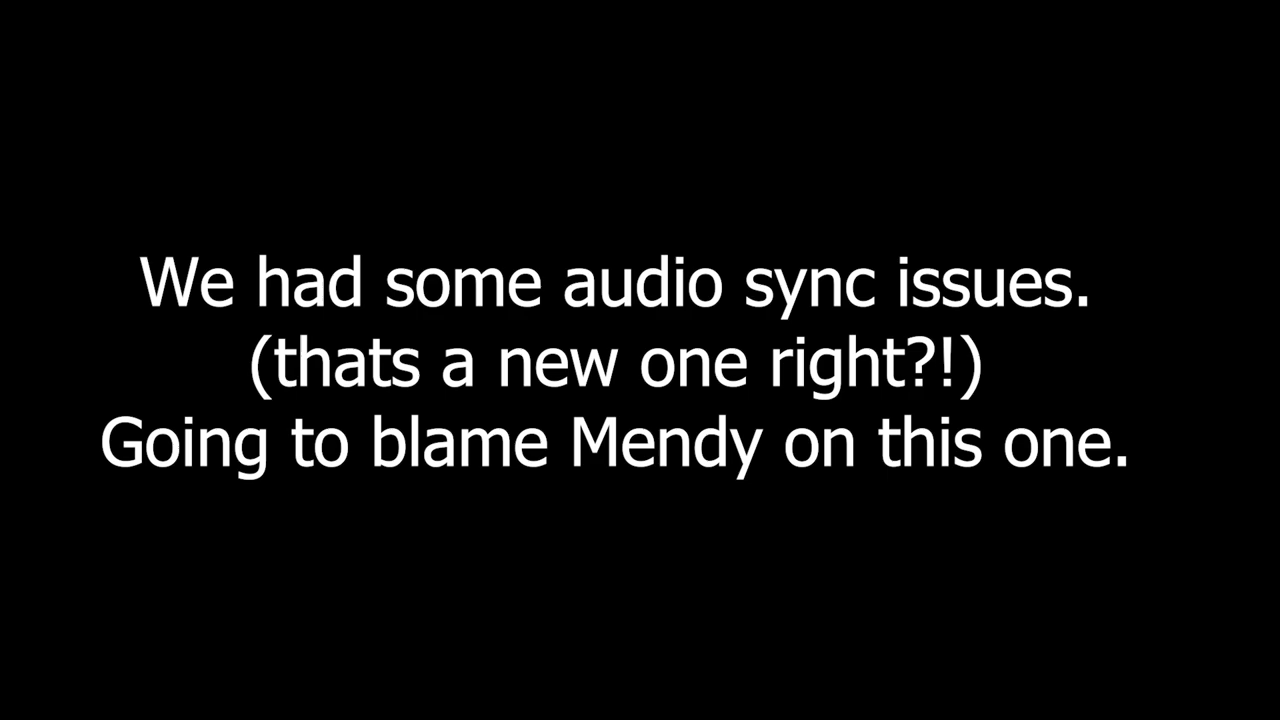 We had some audio sync issues.
(thats a new one right?!)
Going to blame Mendy on this one.